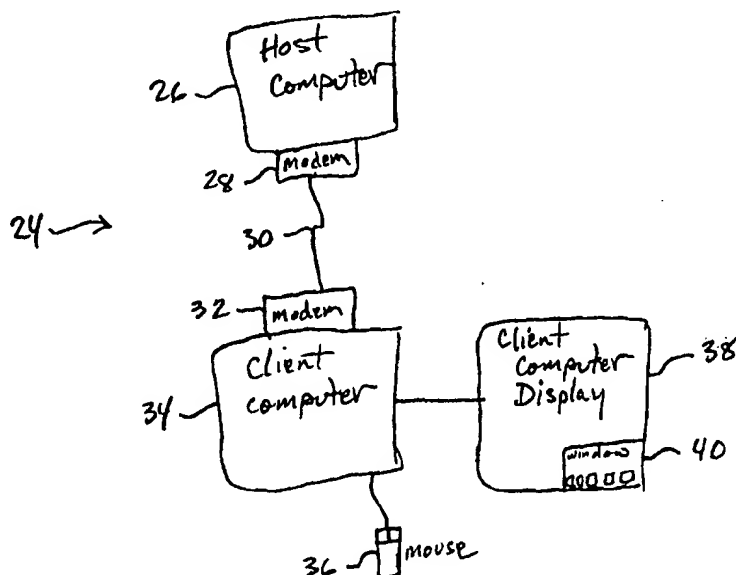 Host
Computer
26
modem
28
24
30
32
modem
Client
computer
34
Client
Computer
Display
38
window
40
36
mouse